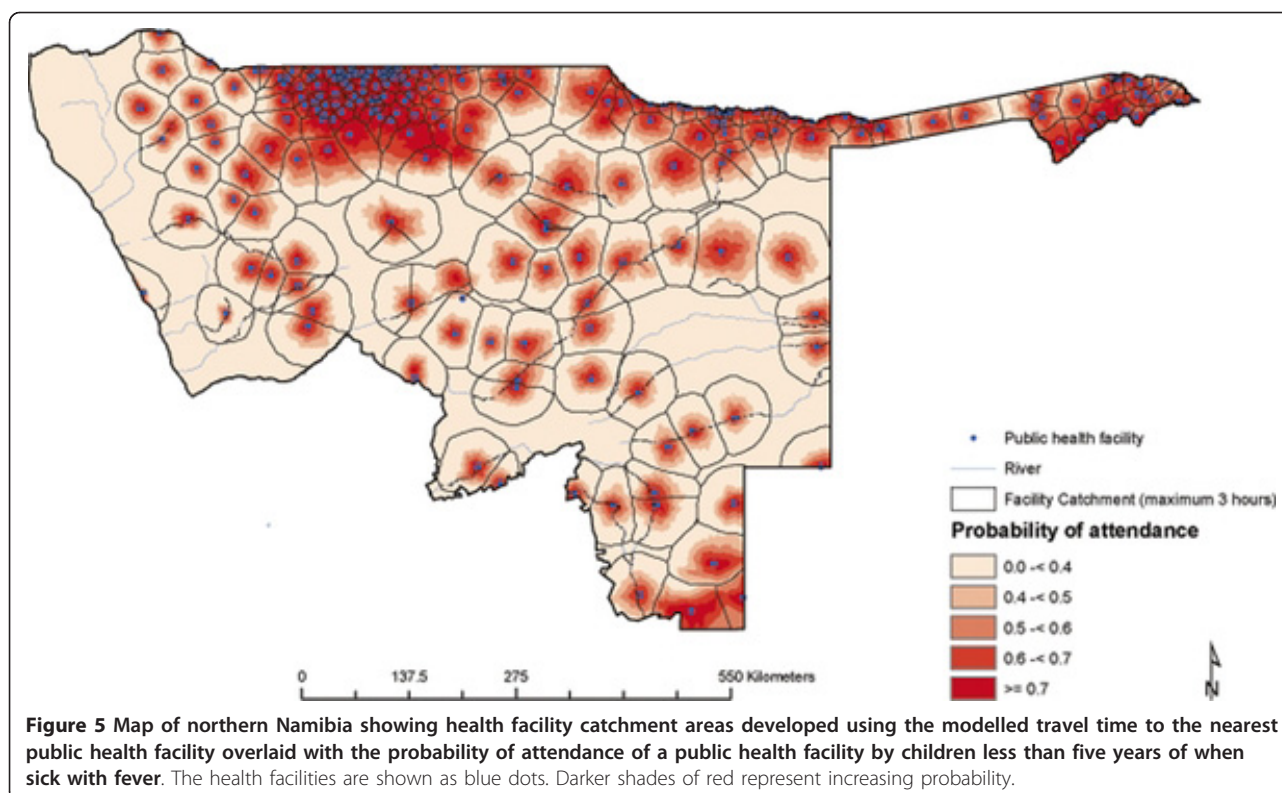 Public health facility
River
Facility Catchment (maximum 3 hours)
Probability of attendance
0.0 -< 0.4
0.4 -< 0.5
0.5 -< 0.6
0.6 -< 0.7
>= 0.7
0 137.5 275 550 Kilometers
N
Figure 5 Map of northern Namibia showing health facility catchment areas developed using the modelled travel time to the nearest
public health facility overlaid with the probability of attendance of a public health facility by children less than five years of when
sick with fever. The health facilities are shown as blue dots. Darker shades of red represent increasing probability.